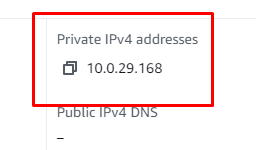 Private IPv4 addresses
10.0.29.168
Public IPv4 DNS
–